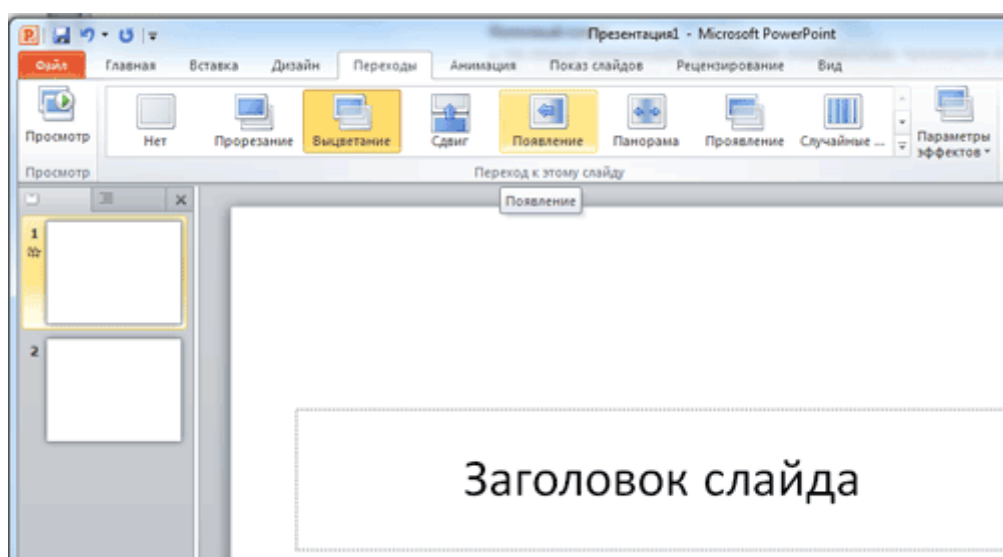 Презентация1 - Microsoft PowerPoint
Файл Главная Вставка Дизайн Переходы Анимация Показ слайдов Рецензирование Вид
Просмотр Нет Прорезание Выцветание Сдвиг Появление Панорама Проявление Случайные ... Параметры эффектов
Просмотр Переход к этому слайду
Появление
1
2
Заголовок слайда